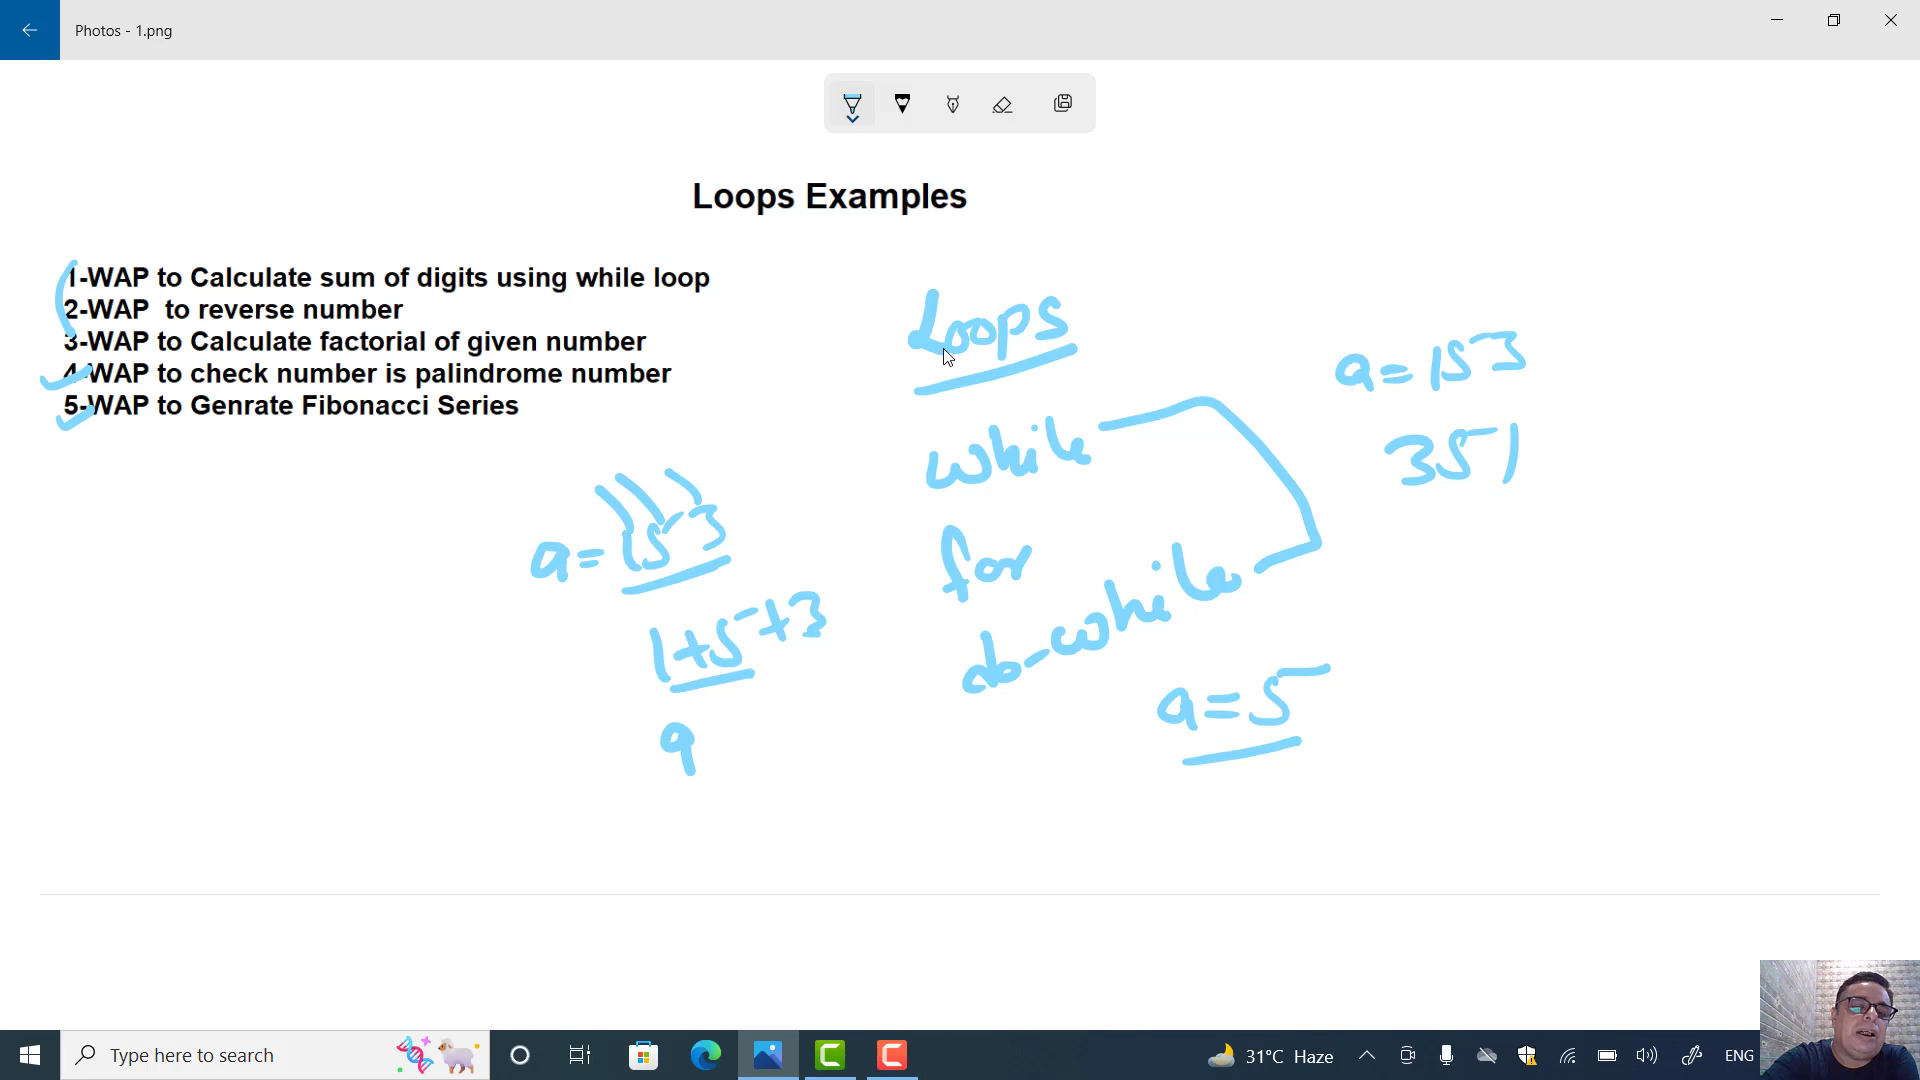 Photos - 1.png
Loops Examples
1-WAP to Calculate sum of digits using while loop
2-WAP to reverse number
3-WAP to Calculate factorial of given number
4-WAP to check number is palindrome number
5-WAP to Genrate Fibonacci Series
Loops
while
for
do-while
a=5
a=153
351
a=153
1+5+3
9
Type here to search
31°C Haze
ENG